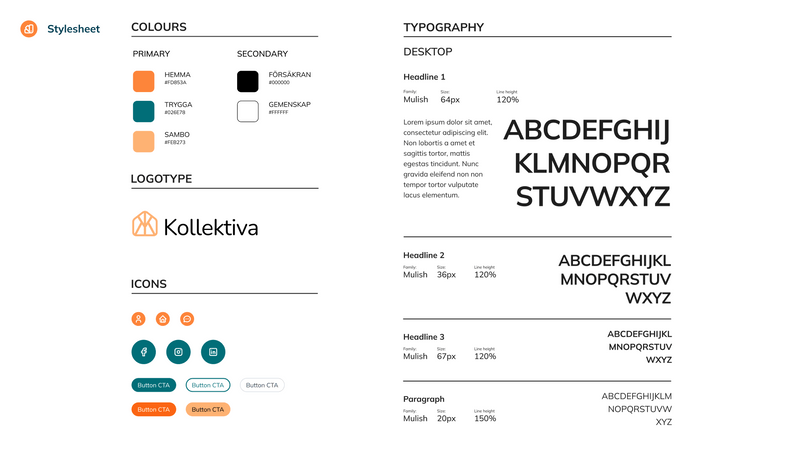 Stylesheet
COLOURS
PRIMARY
SECONDARY
HEMMA
#FD853A
FÖRSÄKRAN
#000000
TRYGGA
#026E78
GEMENSKAP
#FFFFFF
SAMBO
#FEB273
LOGOTYPE
Kollektiva
ICONS
Button CTA
Button CTA
Button CTA
Button CTA
Button CTA
TYPOGRAPHY
DESKTOP
Headline 1
Family: Size: Line height
Mulish 64px 120%
Lorem ipsum dolor sit amet,
consectetur adipiscing elit.
Non lobortis a amet et
sagittis tortor, mattis
egestas tincidunt. Nunc
gravida eleifend non non
tempor tortor vulputate
lacus elementum.
ABCDEFGHIJ
KLMNOPQR
STUVWXYZ
Headline 2
Family: Size: Line height
Mulish 36px 120%
ABCDEFGHIJKL
MNOPQRSTUV
WXYZ
Headline 3
Family: Size: Line height
Mulish 67px 120%
ABCDEFGHIJKL
MNOPQRSTUV
WXYZ
Paragraph
Family: Size: Line height
Mulish 20px 150%
ABCDEFGHIJKLM
NOPQRSTUVW
XYZ